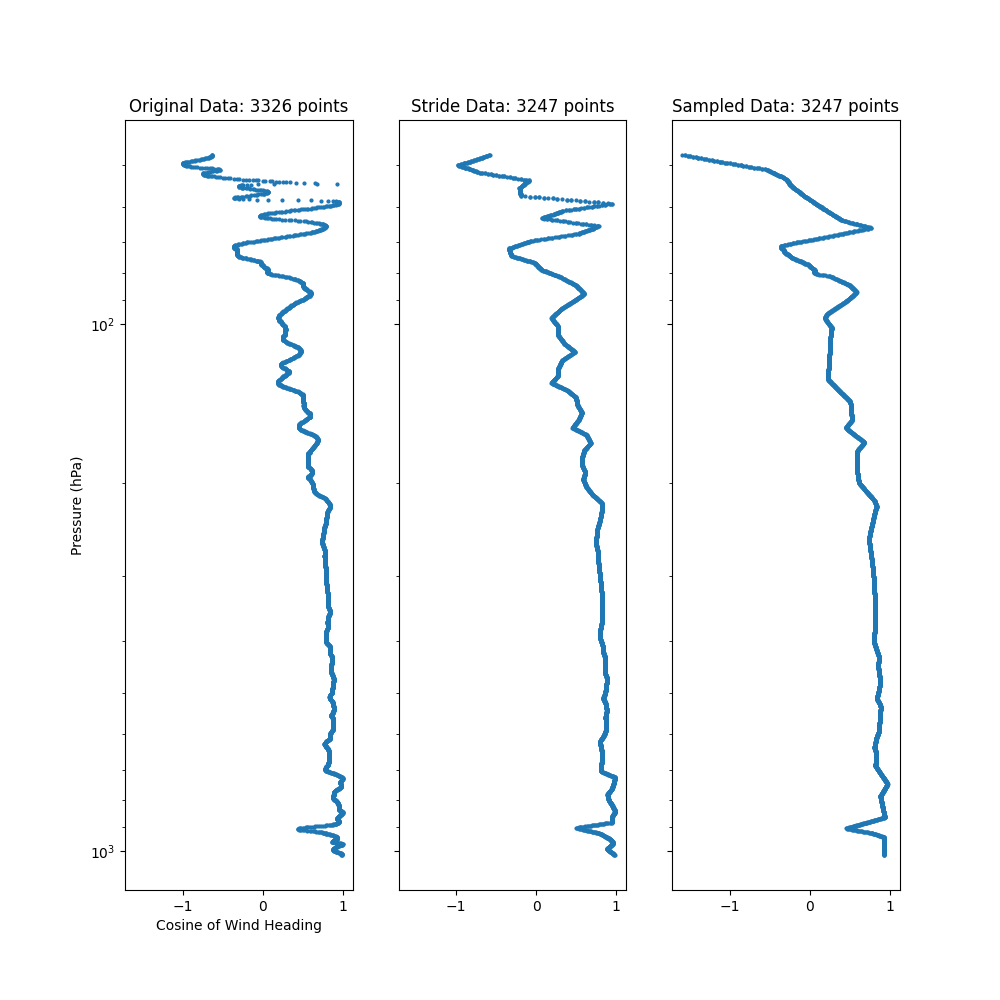 Original Data: 3326 points
Stride Data: 3247 points
Sampled Data: 3247 points
Pressure (hPa)
10²
10³
−1 0 1
−1 0 1
−1 0 1
Cosine of Wind Heading